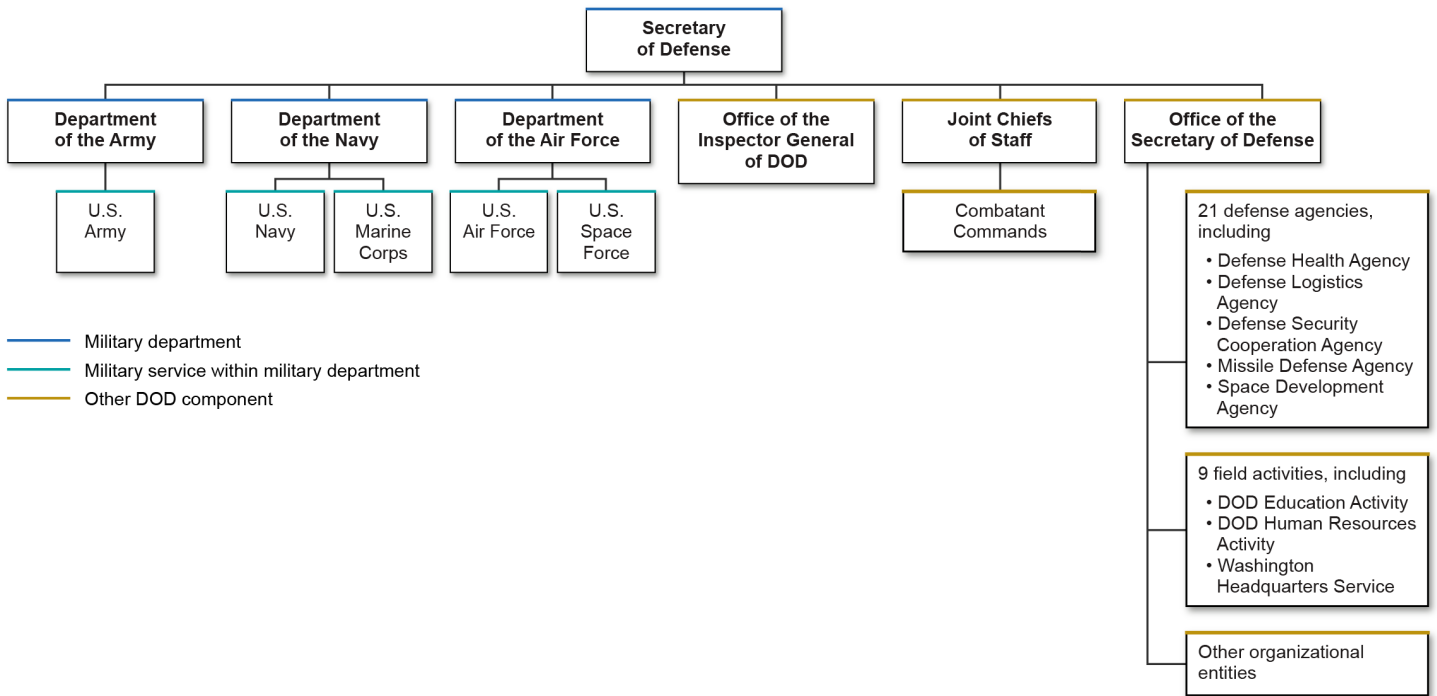 Secretary
of Defense
Department
of the Army
Department
of the Navy
Department
of the Air Force
Office of the
Inspector General
of DOD
Joint Chiefs
of Staff
Office of the
Secretary of Defense
U.S.
Army
U.S.
Navy
U.S.
Marine
Corps
U.S.
Air Force
U.S.
Space
Force
Combatant
Commands
21 defense agencies,
including
• Defense Health Agency
• Defense Logistics
Agency
• Defense Security
Cooperation Agency
• Missile Defense Agency
• Space Development
Agency
9 field activities, including
• DOD Education Activity
• DOD Human Resources
Activity
• Washington
Headquarters Service
Other organizational
entities
Military department
Military service within military department
Other DOD component